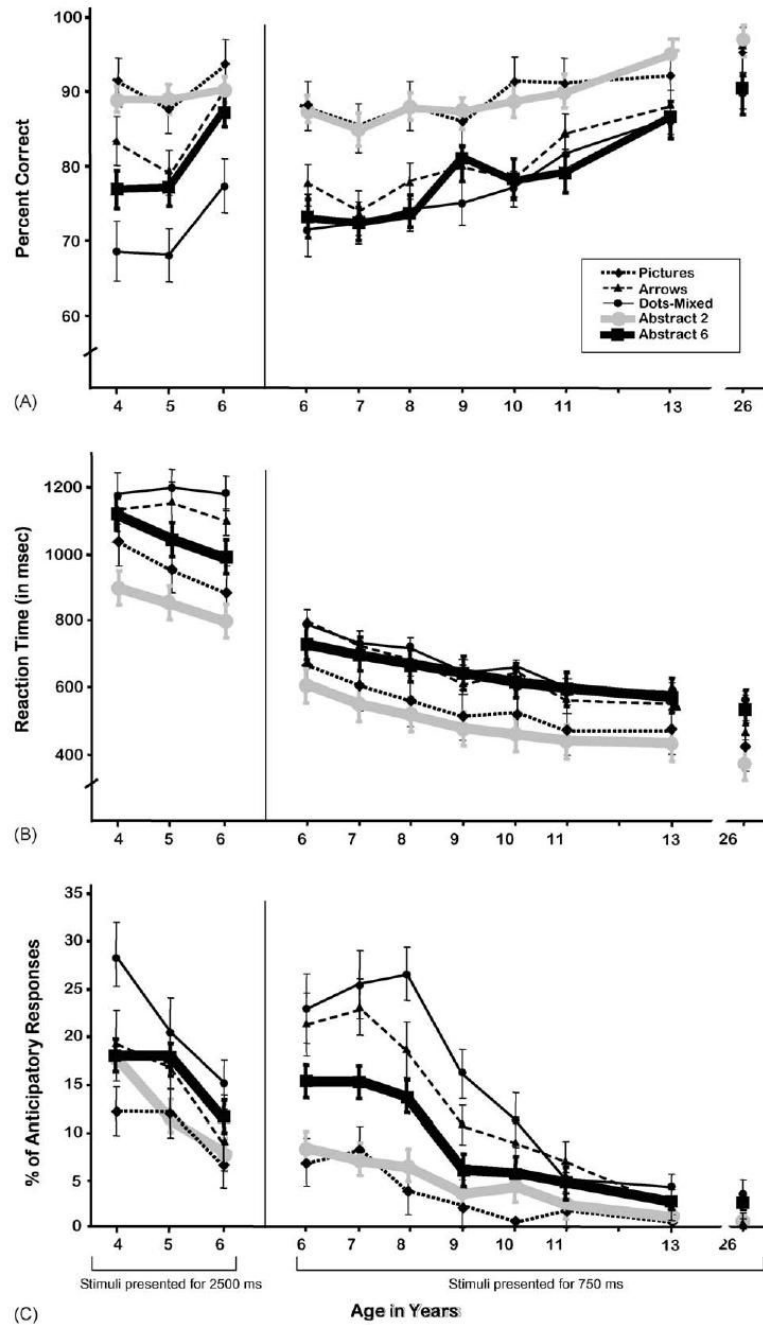 100
90
80
70
60
Percent Correct
Pictures
Arrows
Dots-Mixed
Abstract 2
Abstract 6
4 5 6 6 7 8 9 10 11 13 26
(A)
1200
1000
800
600
400
Reaction Time (in msec)
4 5 6 6 7 8 9 10 11 13 26
(B)
35
30
25
20
15
10
5
0
% of Anticipatory Responses
4 5 6 6 7 8 9 10 11 13 26
Stimuli presented for 2500 ms Stimuli presented for 750 ms
(C) Age in Years